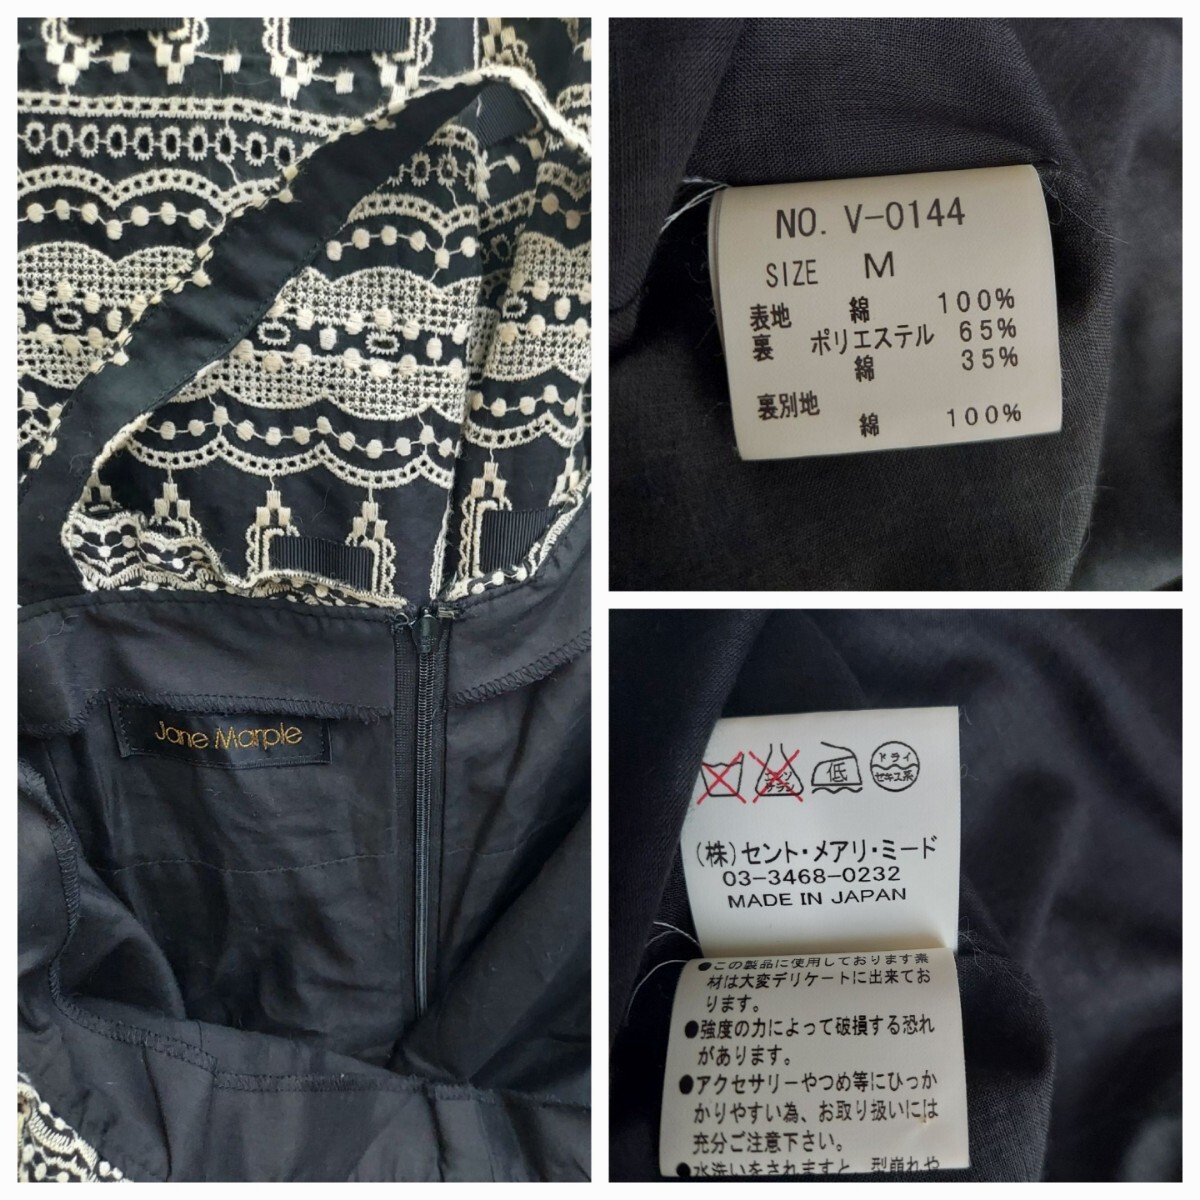 Jane Marple
NO. V-0144
SIZE M
表地 綿 100%
裏 ポリエステル 65%
綿 35%
裏別地
綿 100%
エンソ
サラシ
低
ドライ
セキユ系
(株)セント・メアリ・ミード
03-3468-0232
MADE IN JAPAN
●この製品に使用しております素
材は大変デリケートに出来てお
ります。
●強度の力によって破損する恐れ
があります。
●アクセサリーやつめ等にひっか
かりやすい為、お取り扱いには
充分ご注意下さい。
●水洗いをされますと、型崩れや